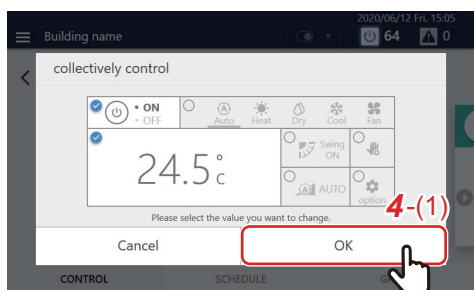 2020/06/12 Fri. 15:05
Building name
64
0
collectively control
ON
OFF
Auto
Heat
Dry
Cool
Fan
Swing
ON
24.5°c
AUTO
option
Please select the value you want to change.
4-(1)
Cancel
OK
CONTROL
SCHEDULE